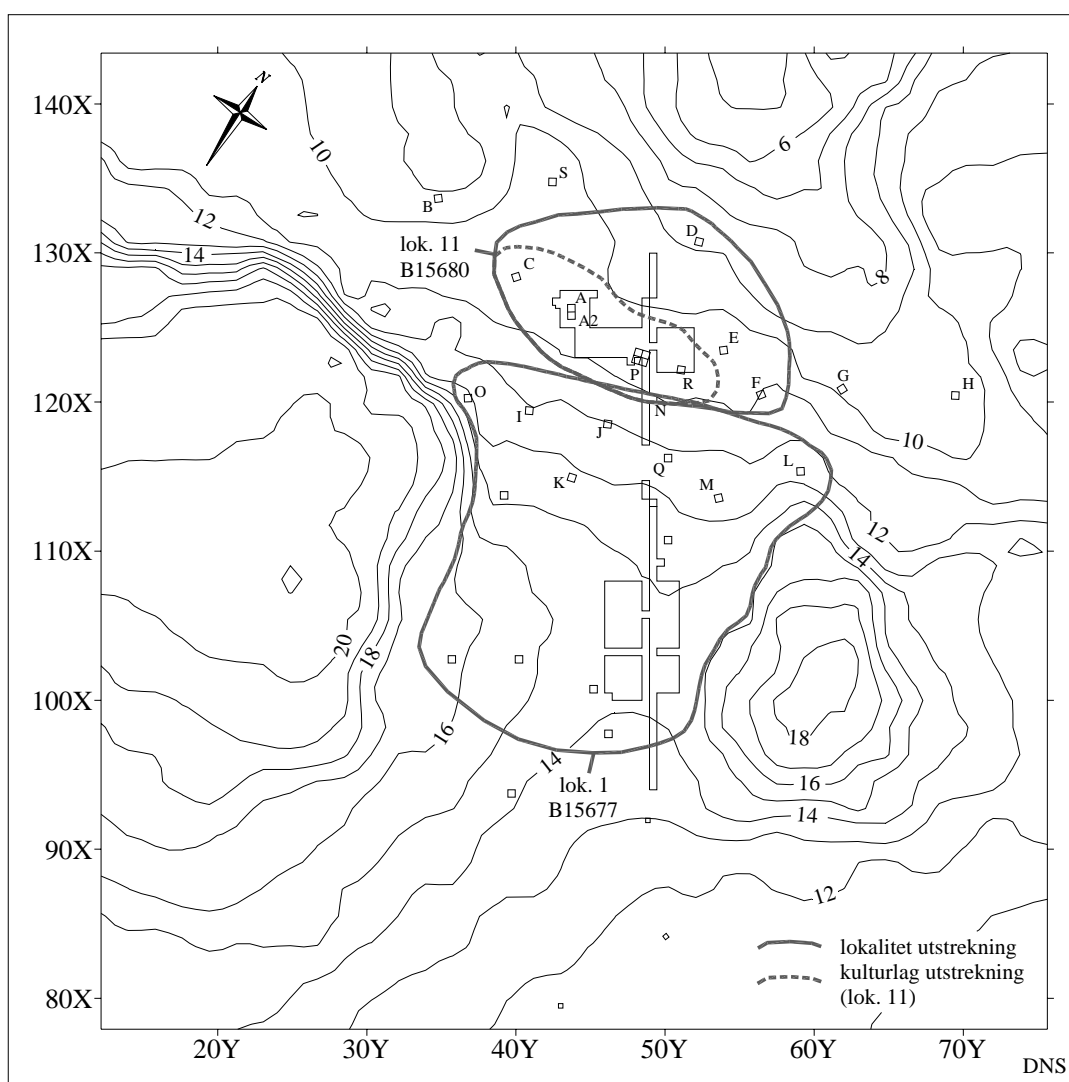 N
140X
10
6
S
B
12
130X
14
lok. 11
B15680
D
8
C
A
A2
E
P
R
F
G
H
120X
O
I
J
N
10
Q
L
K
M
12
110X
14
20
18
100X
16
18
14
16
lok. 1
B15677
14
90X
12
lokalitet utstrekning
kulturlag utstrekning
(lok. 11)
80X
20Y 30Y 40Y 50Y 60Y 70Y
DNS